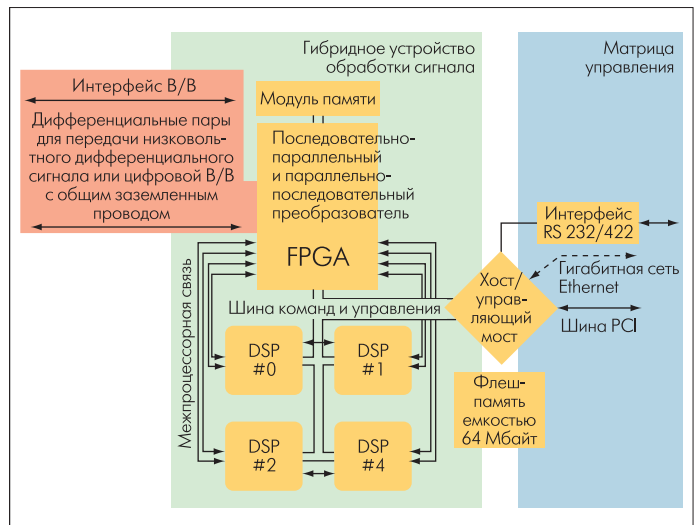 Гибридное устройство
обработки сигнала
Матрица
управления
Интерфейс В/В
Дифференциальные пары
для передачи низковоль-
тного дифференциального
сигнала или цифровой В/В
с общим заземленным
проводом
Модуль памяти
Последовательно-
параллельный
и параллельно-
последовательный
преобразователь
FPGA
Интерфейс
RS 232/422
Гигабитная сеть
Ethernet
Хост/
управ-
ляющий
мост
Шина PCI
Шина команд и управления
Межпроцессорная связь
DSP
#0
DSP
#1
DSP
#2
DSP
#4
Флеш-
память
емкостью
64 Мбайт